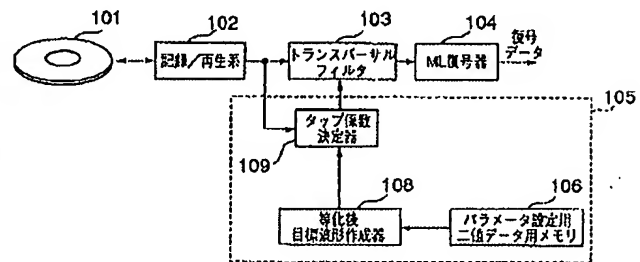 101
102
103
104
記録／再生系
トランスバーサル
フィルタ
ML復号器
復号
データ
105
タップ係数
決定器
109
108
106
等化後
目標波形作成器
パラメータ設定用
二値データ用メモリ